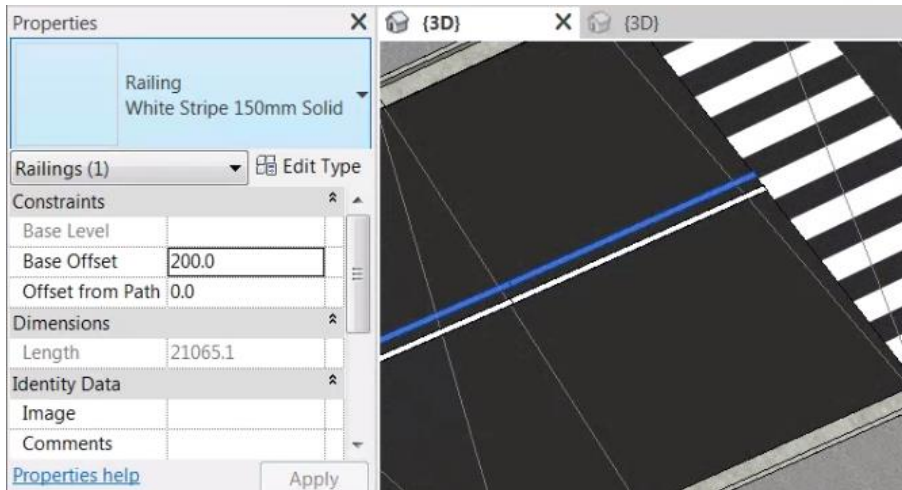 Properties
Railing
White Stripe 150mm Solid
Railings (1)
Edit Type
Constraints
Base Level
Base Offset 200.0
Offset from Path 0.0
Dimensions
Length 21065.1
Identity Data
Image
Comments
Properties help
Apply
{3D}
{3D}